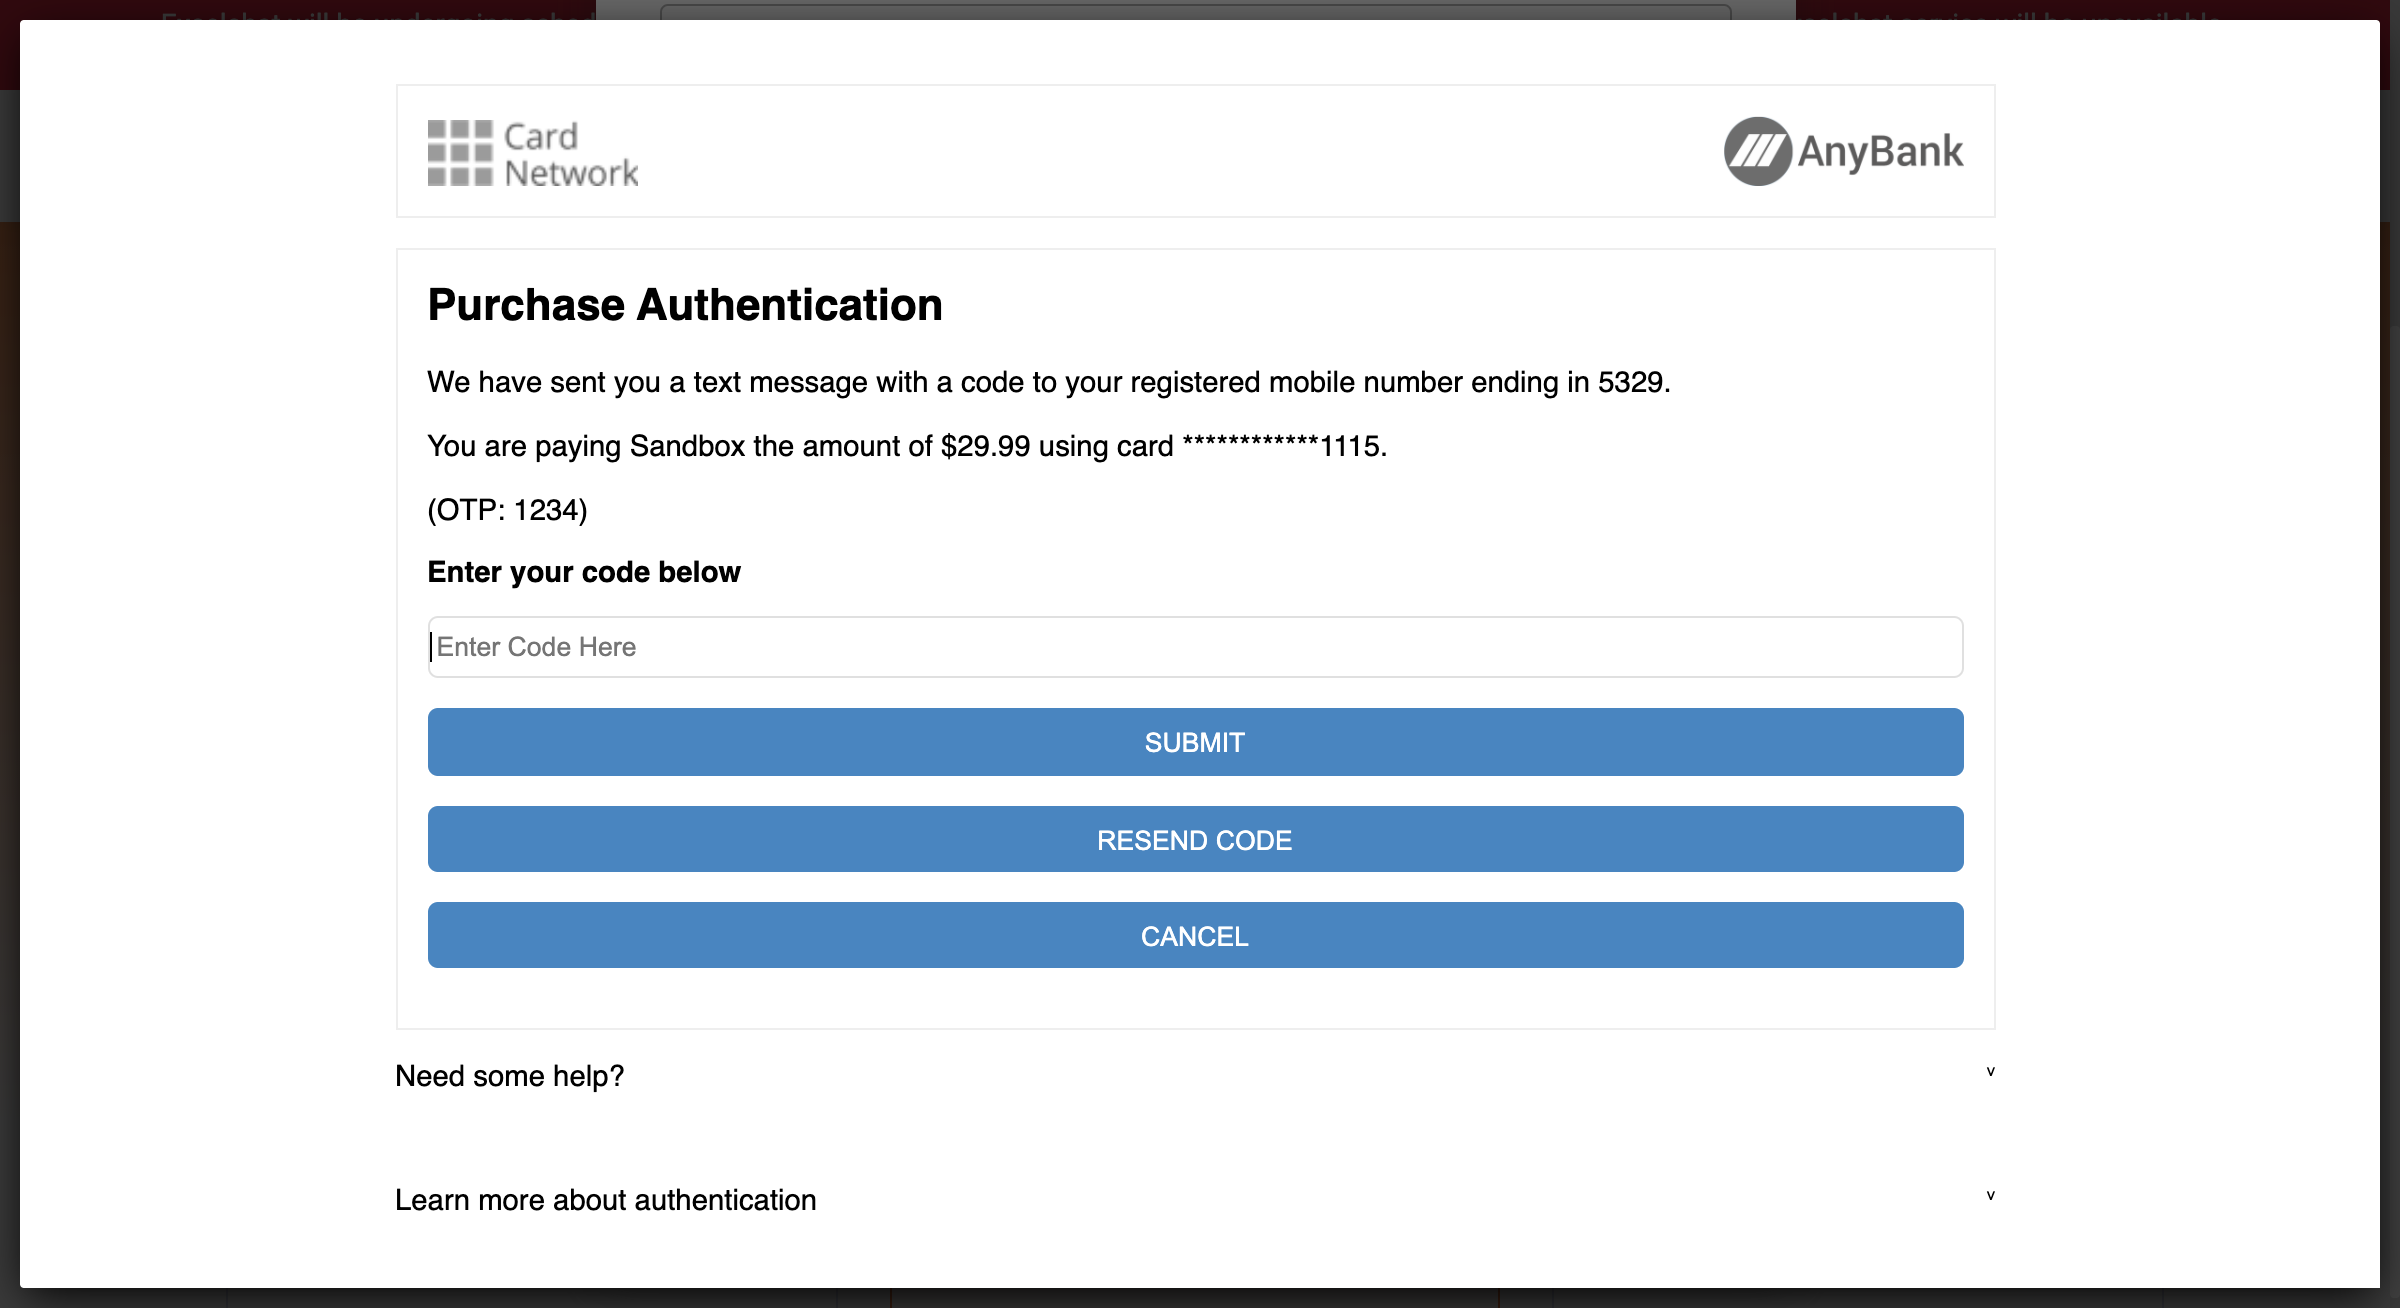 Card
Network
AnyBank
Purchase Authentication
We have sent you a text message with a code to your registered mobile number ending in 5329.
You are paying Sandbox the amount of $29.99 using card ************1115.
(OTP: 1234)
Enter your code below
Enter Code Here
SUBMIT
RESEND CODE
CANCEL
Need some help?
v
Learn more about authentication
v